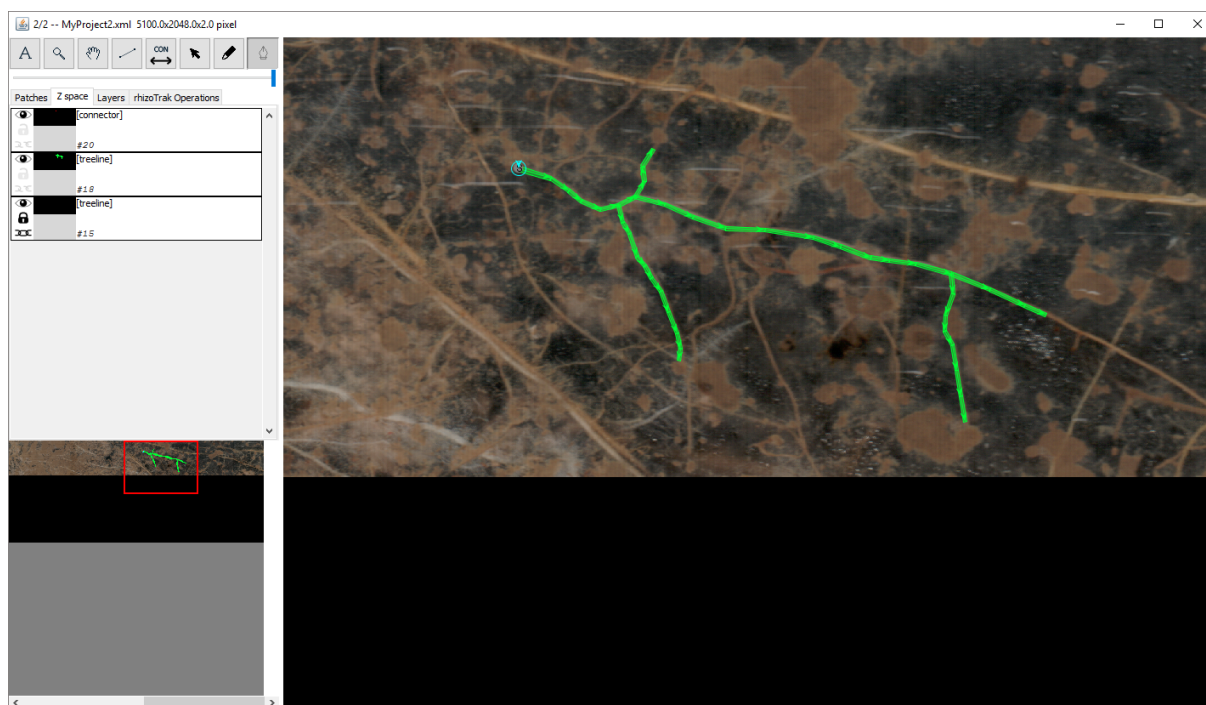 2/2 -- MyProject2.xml 5100.0x2048.0x2.0 pixel
A CON
Patches Z space Layers rhizoTrak Operations
[connector]
#20
[treeline]
#18
[treeline]
#15